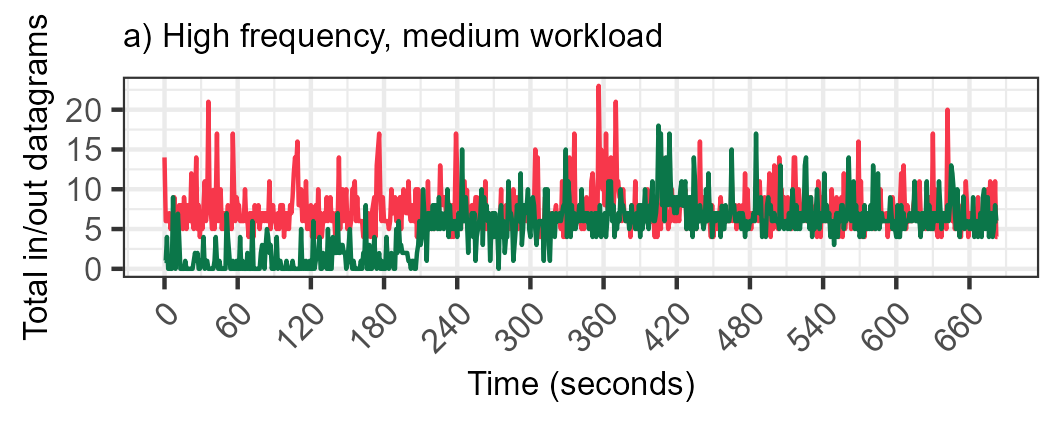 a) High frequency, medium workload
Total in/out datagrams
20
15
10
5
0
0 60 120 180 240 300 360 420 480 540 600 660
Time (seconds)